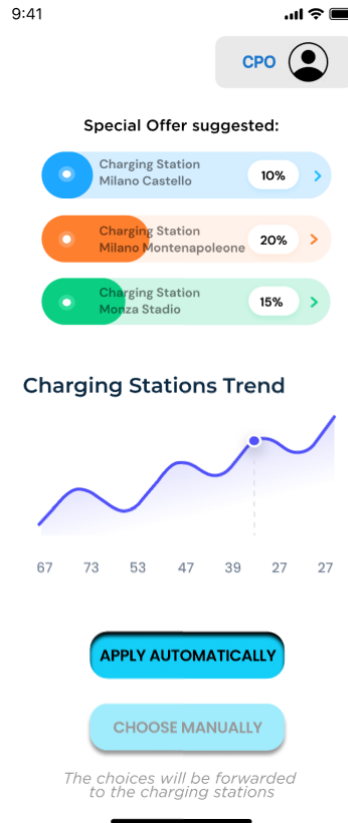 9:41
CPO
Special Offer suggested:
Charging Station
Milano Castello
10%
Charging Station
Milano Montenapoleone
20%
Charging Station
Monza Stadio
15%
Charging Stations Trend
67 73 53 47 39 27 27
APPLY AUTOMATICALLY
CHOOSE MANUALLY
The choices will be forwarded
to the charging stations